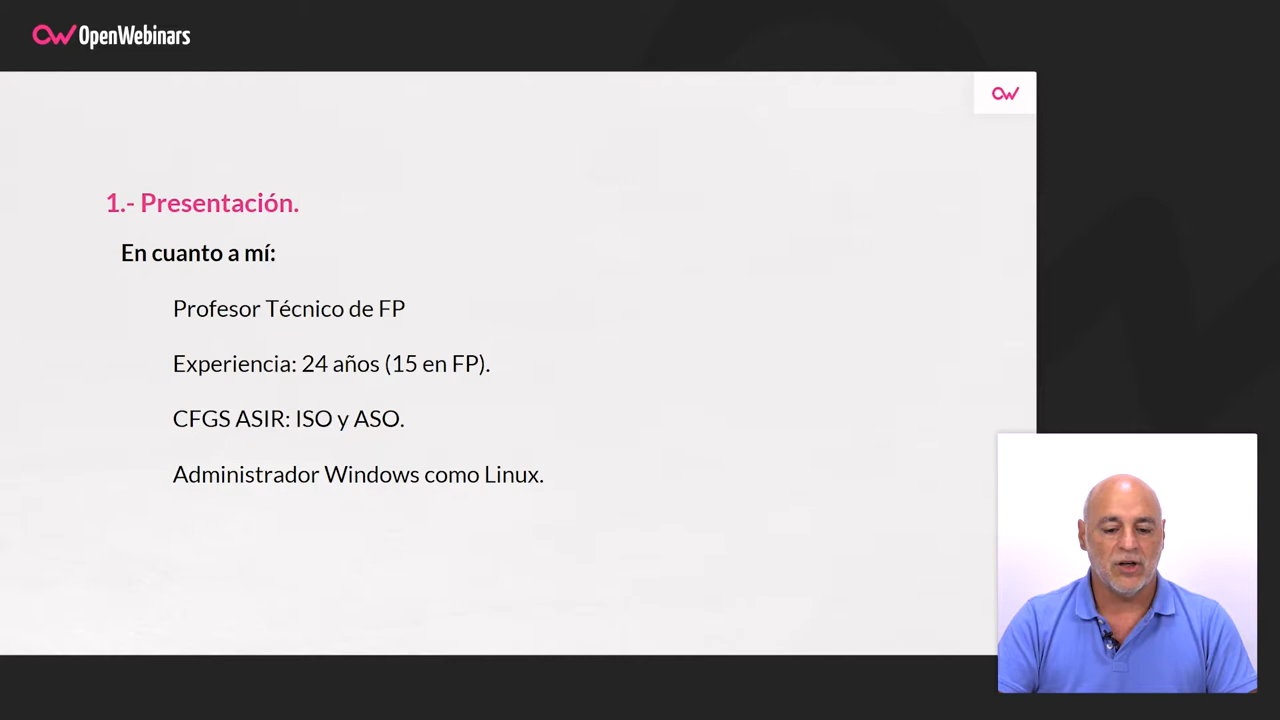 OpenWebinars
1.- Presentación.
En cuanto a mí:
Profesor Técnico de FP
Experiencia: 24 años (15 en FP).
CFGS ASIR: ISO y ASO.
Administrador Windows como Linux.